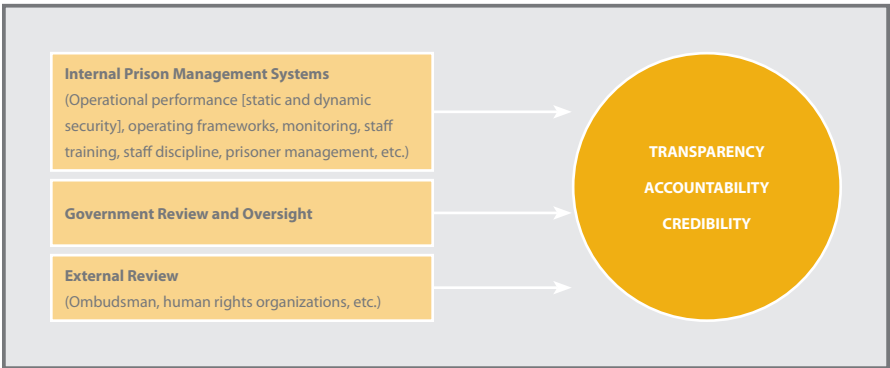 Internal Prison Management Systems
(Operational performance [static and dynamic
security], operating frameworks, monitoring, staff
training, staff discipline, prisoner management, etc.)
Government Review and Oversight
External Review
(Ombudsman, human rights organizations, etc.)
TRANSPARENCY
ACCOUNTABILITY
CREDIBILITY